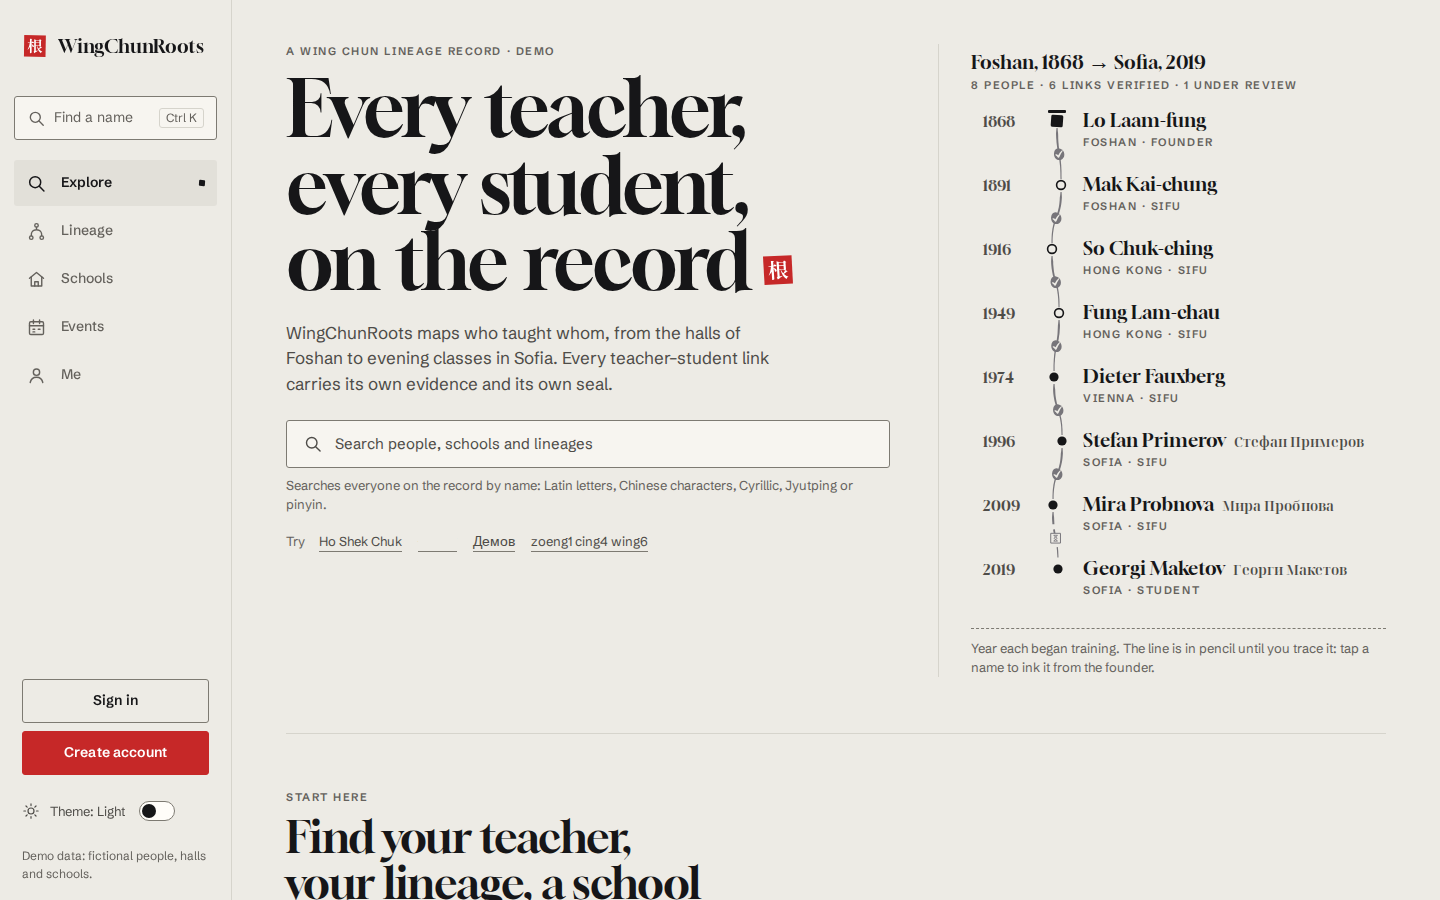 根 WingChunRoots
Find a name Ctrl K
Explore
Lineage
Schools
Events
Me
Sign in
Create account
Theme: Light
Demo data: fictional people, halls
and schools.
A WING CHUN LINEAGE RECORD · DEMO
Every teacher,
every student,
on the record 根
WingChunRoots maps who taught whom, from the halls of
Foshan to evening classes in Sofia. Every teacher–student link
carries its own evidence and its own seal.
Search people, schools and lineages
Searches everyone on the record by name: Latin letters, Chinese characters, Cyrillic, Jyutping or
pinyin.
Try Ho Shek Chuk Демов zoeng1 cing4 wing6
Foshan, 1868 → Sofia, 2019
8 PEOPLE · 6 LINKS VERIFIED · 1 UNDER REVIEW
1868 Lo Laam-fung
FOSHAN · FOUNDER
1891 Mak Kai-chung
FOSHAN · SIFU
1916 So Chuk-ching
HONG KONG · SIFU
1949 Fung Lam-chau
HONG KONG · SIFU
1974 Dieter Fauxberg
VIENNA · SIFU
1996 Stefan Primerov Стефан Примеров
SOFIA · SIFU
2009 Mira Probnova Мира Пробнова
SOFIA · SIFU
2019 Georgi Maketov Георги Макетов
SOFIA · STUDENT
Year each began training. The line is in pencil until you trace it: tap a
name to ink it from the founder.
START HERE
Find your teacher,
your lineage, a school